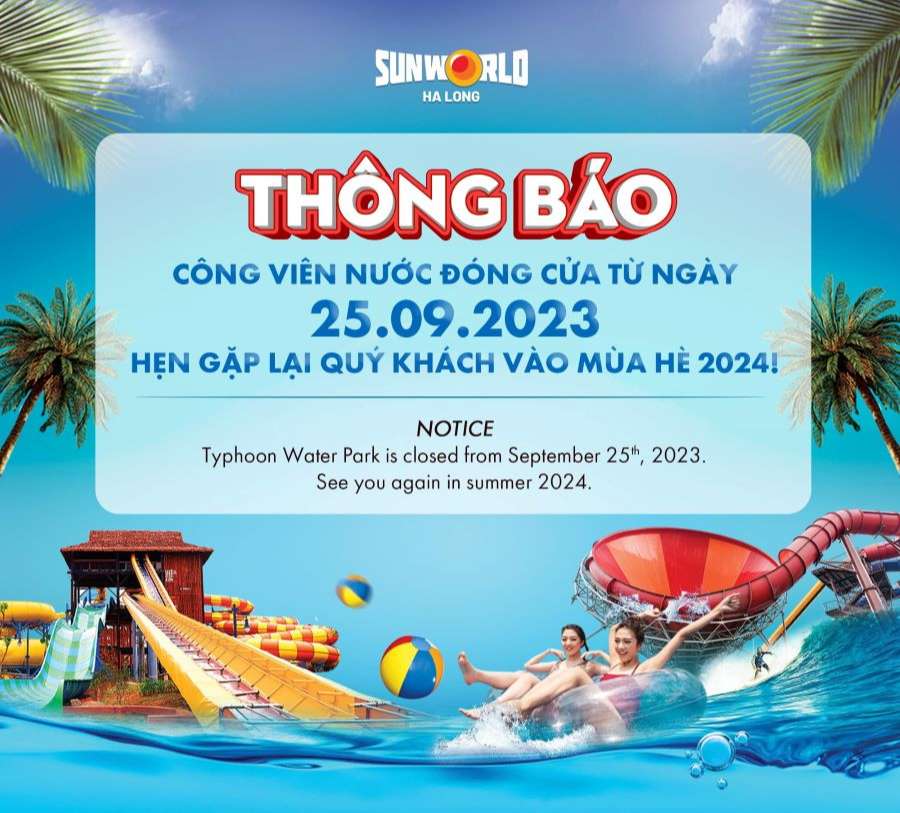 SUNWORLD
HA LONG
THÔNG BÁO
CÔNG VIÊN NƯỚC ĐÓNG CỬA TỪ NGÀY
25.09.2023
HẸN GẶP LẠI QUÝ KHÁCH VÀO MÙA HÈ 2024!
NOTICE
Typhoon Water Park is closed from September 25th, 2023.
See you again in summer 2024.